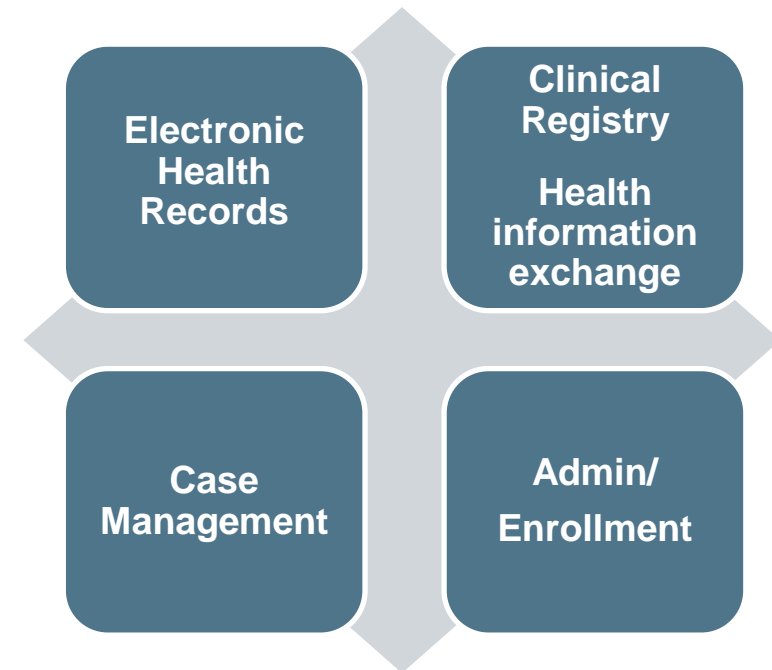 Electronic
Health
Records
Clinical
Registry
Health
information
exchange
Case
Management
Admin/
Enrollment